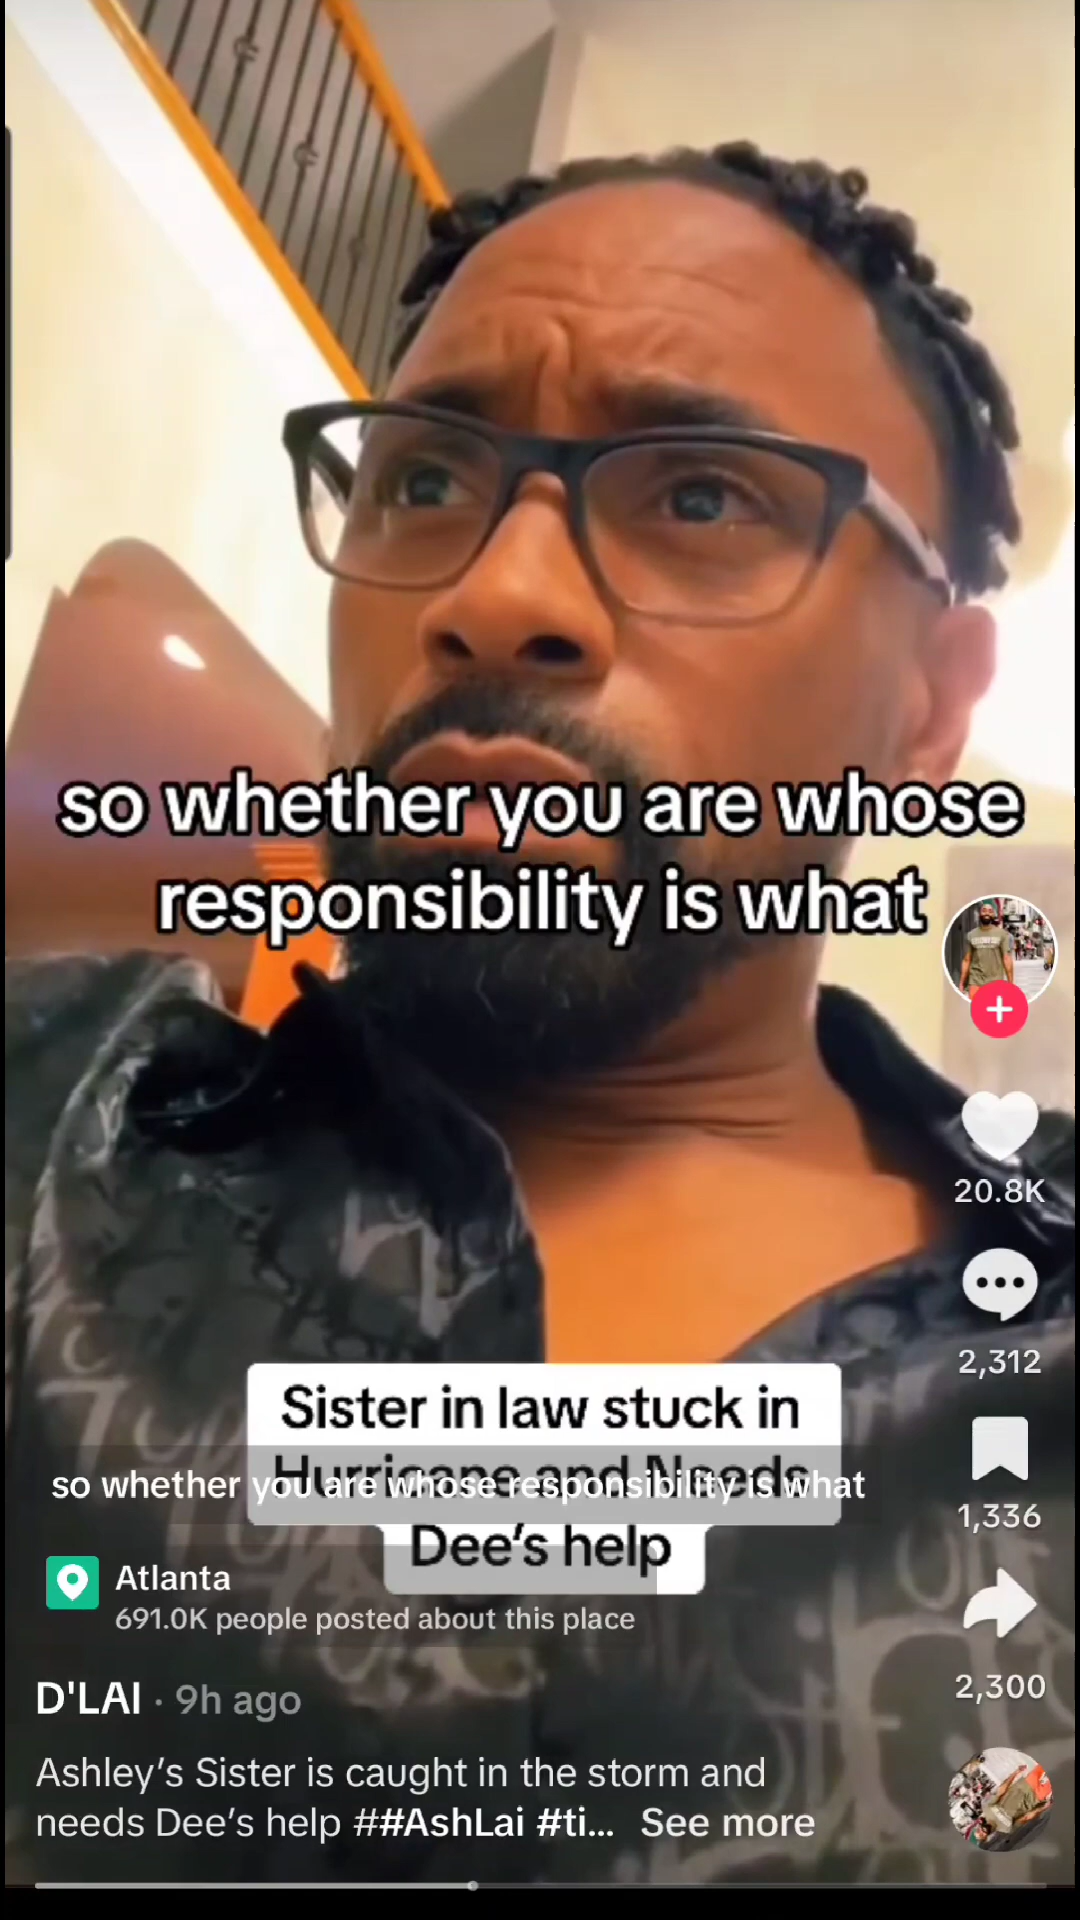 so whether you are whose
responsibility is what
20.8K
2,312
Sister in law stuck in
Hurricane and Needs
so whether you are whose responsibility is what
1,336
Dee's help
Atlanta
691.0K people posted about this place
2,300
D'LAI · 9h ago
Ashley's Sister is caught in the storm and
needs Dee's help ##AshLai #ti... See more